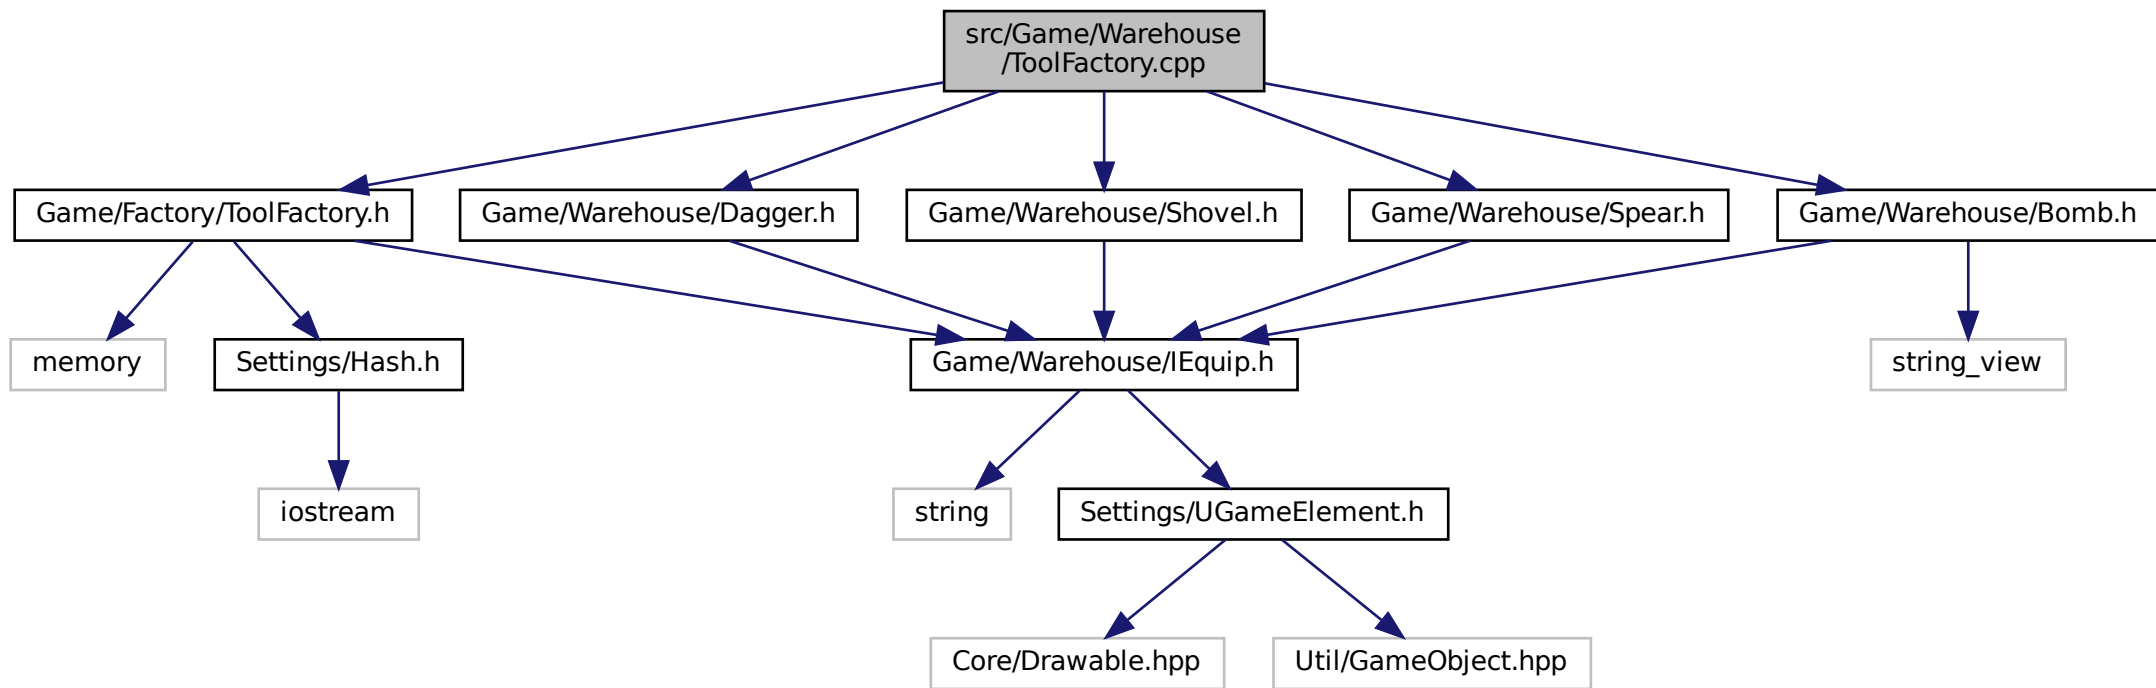 src/Game/Warehouse
/ToolFactory.cpp
Game/Factory/ToolFactory.h
Game/Warehouse/Dagger.h
Game/Warehouse/Shovel.h
Game/Warehouse/Spear.h
Game/Warehouse/Bomb.h
memory
Settings/Hash.h
Game/Warehouse/IEquip.h
string_view
iostream
string
Settings/UGameElement.h
Core/Drawable.hpp
Util/GameObject.hpp